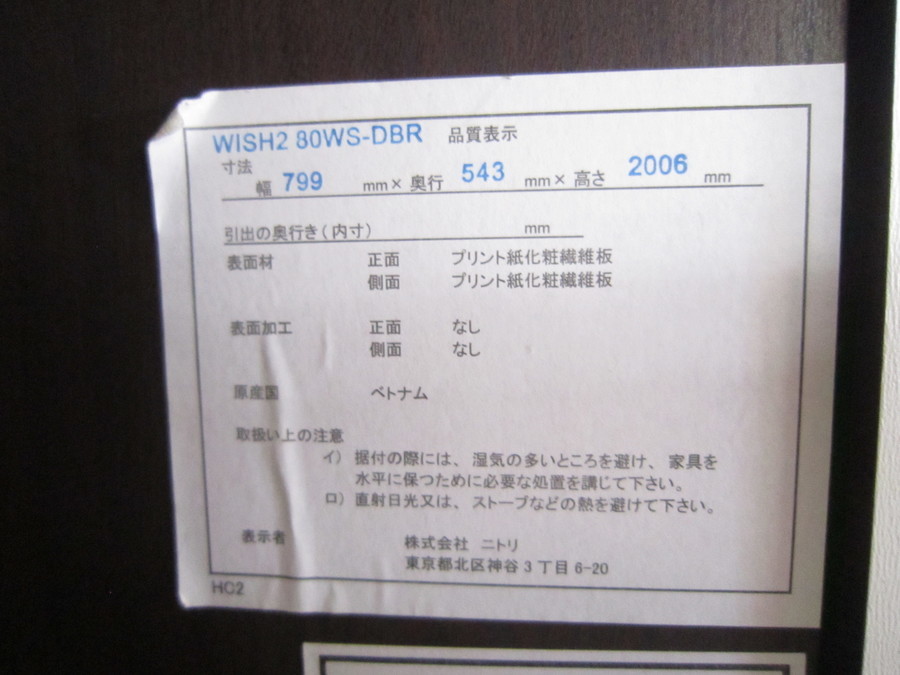 WISH2 80WS-DBR 品質表示
寸法
幅 799 mm× 奥行 543 mm× 高さ 2006 mm
引出の奥行き(内寸) mm
表面材 正面 プリント紙化粧繊維板
側面 プリント紙化粧繊維板
表面加工 正面 なし
側面 なし
原産国 ベトナム
取扱い上の注意
イ) 据付の際には、湿気の多いところを避け、家具を
水平に保つために必要な処置を講じて下さい。
ロ) 直射日光又は、ストーブなどの熱を避けて下さい。
表示者 株式会社 ニトリ
東京都北区神谷3丁目6-20
HC2